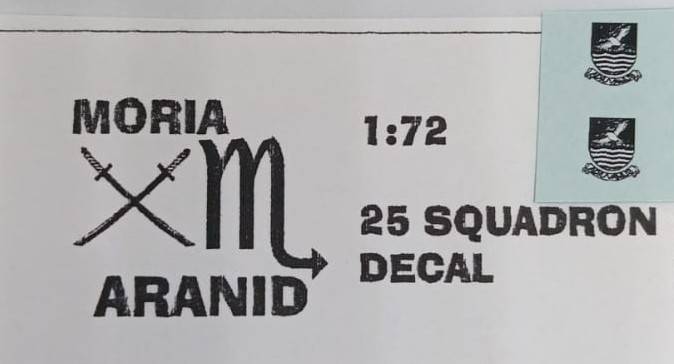 MORIA
ARANID
1:72
25 SQUADRON
DECAL